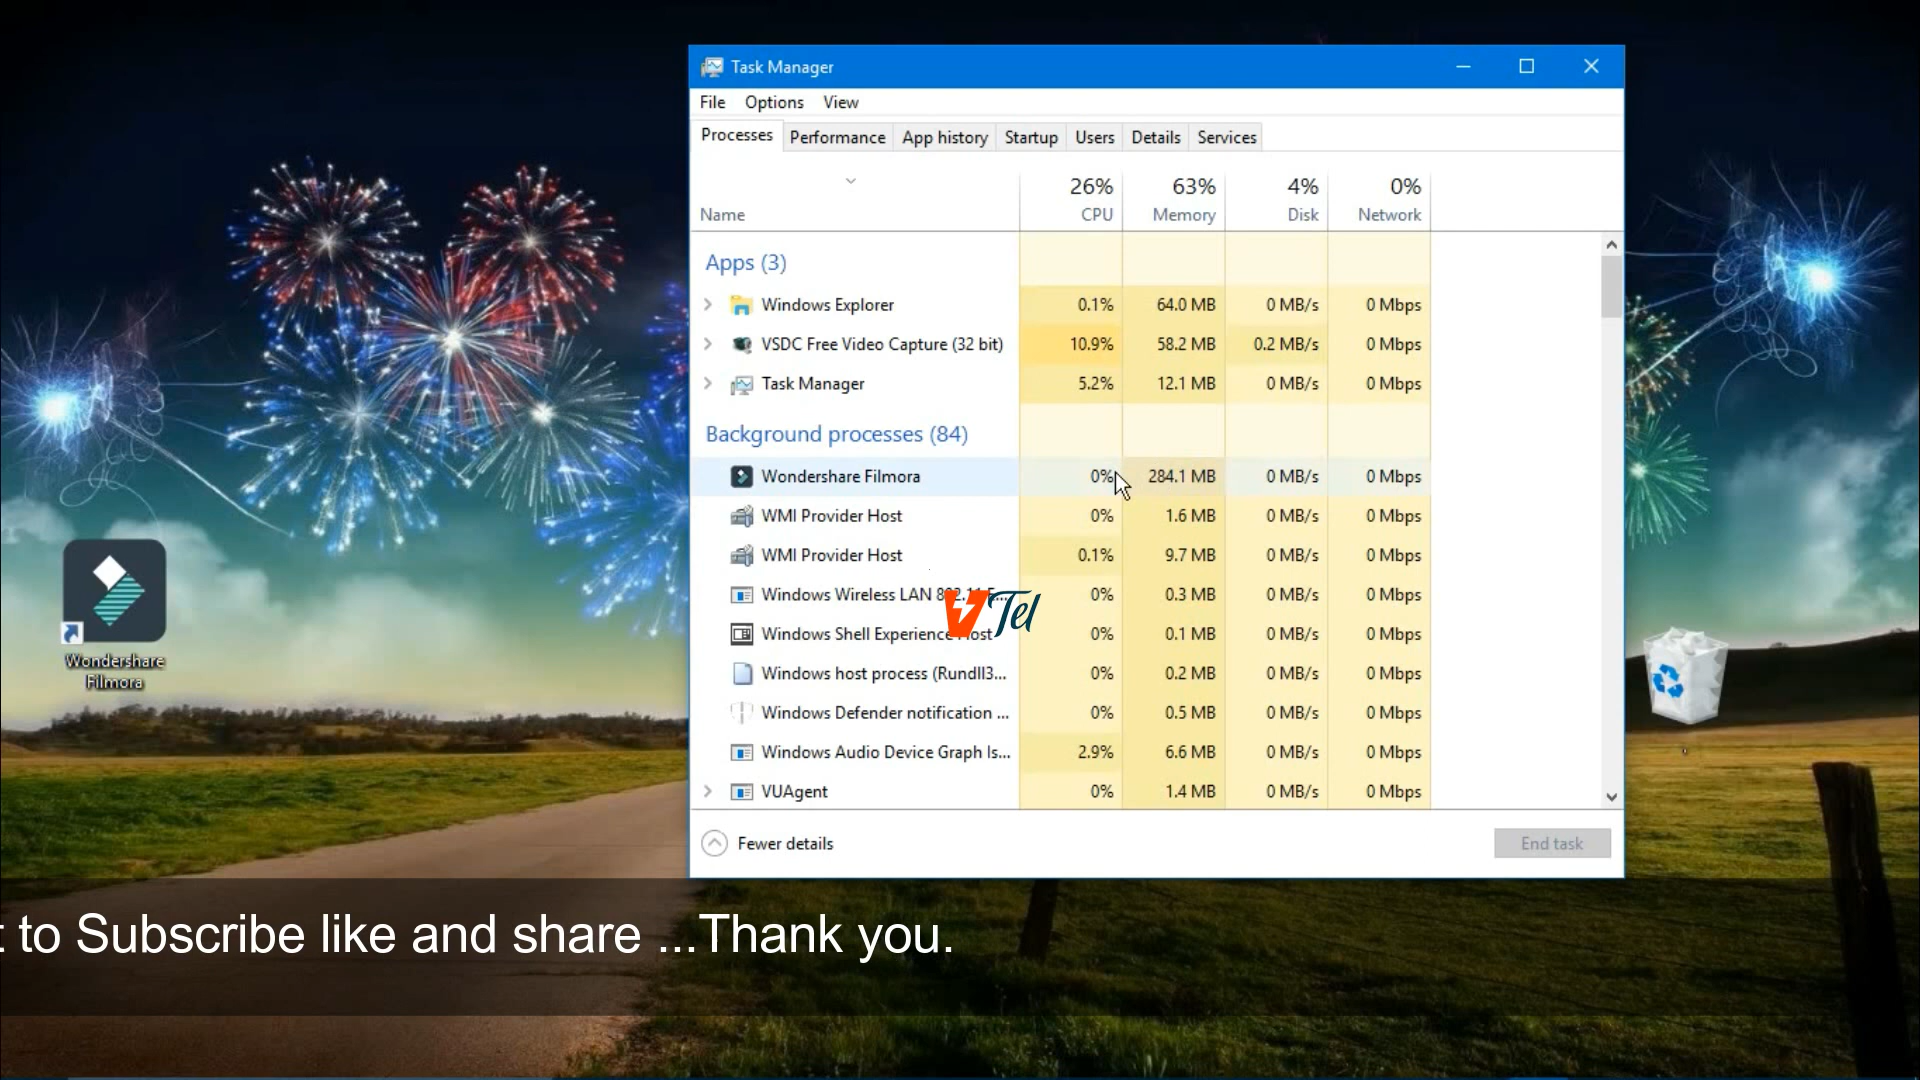 Task Manager
File Options View
Processes Performance App history Startup Users Details Services
26% 63% 4% 0%
Name CPU Memory Disk Network
Apps (3)
Windows Explorer 0.1% 64.0 MB 0 MB/s 0 Mbps
VSDC Free Video Capture (32 bit) 10.9% 58.2 MB 0.2 MB/s 0 Mbps
Task Manager 5.2% 12.1 MB 0 MB/s 0 Mbps
Background processes (84)
Wondershare Filmora 0% 284.1 MB 0 MB/s 0 Mbps
WMI Provider Host 0% 1.6 MB 0 MB/s 0 Mbps
WMI Provider Host 0.1% 9.7 MB 0 MB/s 0 Mbps
Windows Wireless LAN 0% 0.3 MB 0 MB/s 0 Mbps
VTel
Windows Shell Experience 0% 0.1 MB 0 MB/s 0 Mbps
Windows host process (Rundll3... 0% 0.2 MB 0 MB/s 0 Mbps
Windows Defender notification ... 0% 0.5 MB 0 MB/s 0 Mbps
Windows Audio Device Graph Is... 2.9% 6.6 MB 0 MB/s 0 Mbps
VUAgent 0% 1.4 MB 0 MB/s 0 Mbps
Fewer details End task
Wondershare
Filmora
to Subscribe like and share ...Thank you.